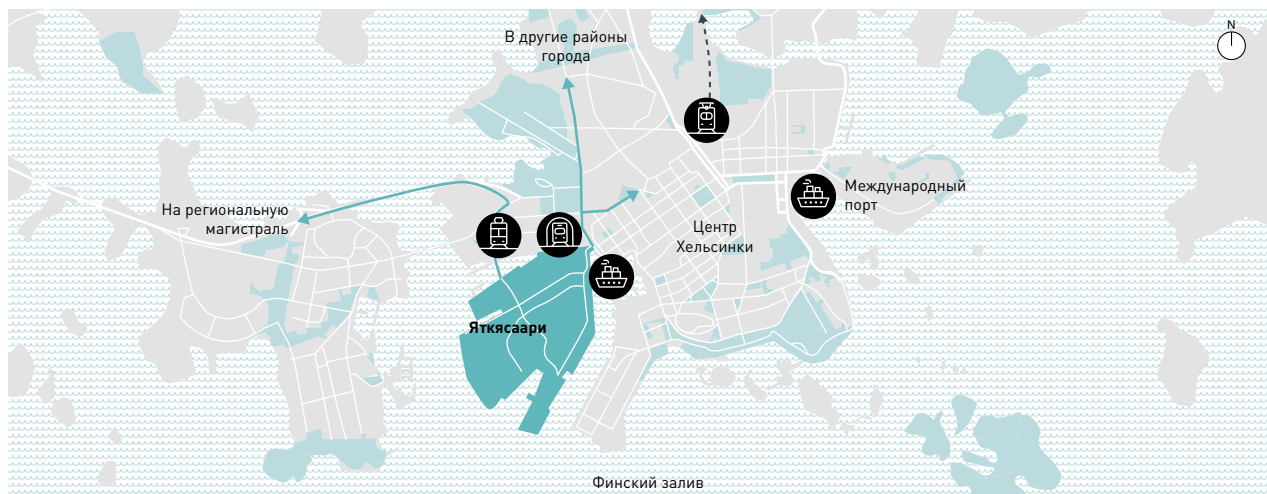 N
В другие районы
города
Международный
порт
На региональную
магистраль
Центр
Хельсинки
Яткясаари
Финский залив